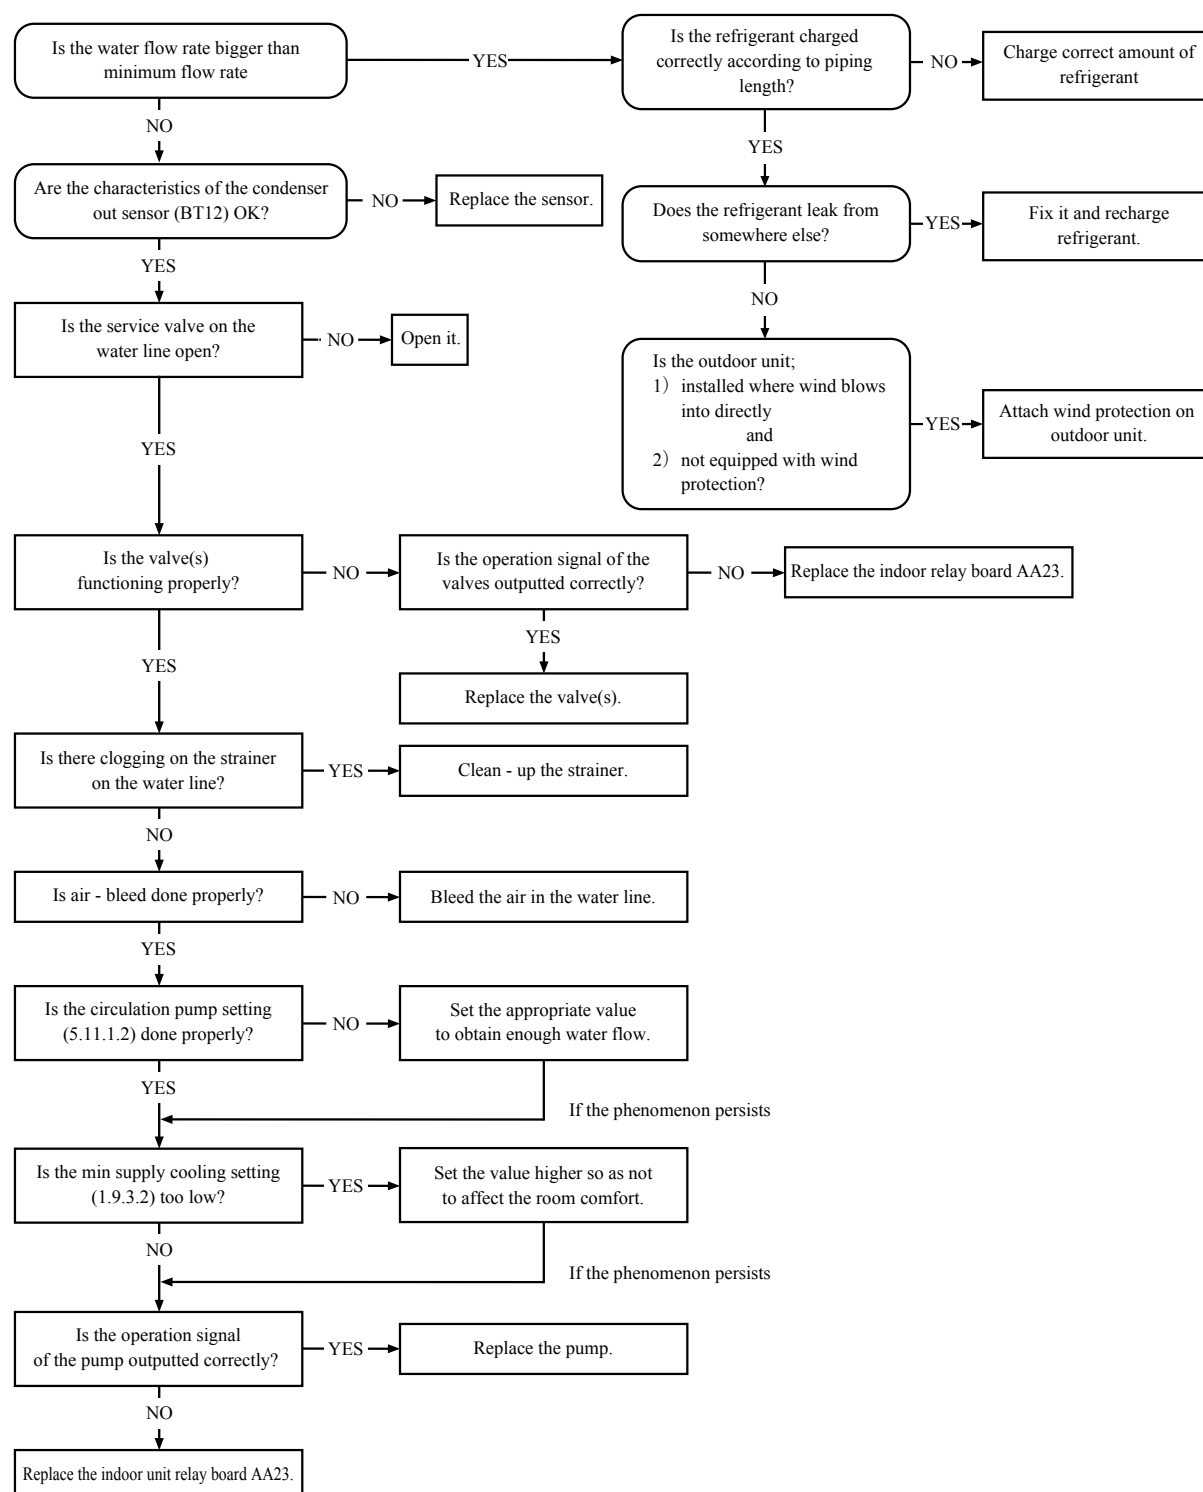 Is the water flow rate bigger than
minimum flow rate
YES
Is the refrigerant charged
correctly according to piping
length?
NO
Charge correct amount of
refrigerant
NO
YES
Are the characteristics of the condenser
out sensor (BT12) OK?
NO
Replace the sensor.
Does the refrigerant leak from
somewhere else?
YES
Fix it and recharge
refrigerant.
YES
NO
Is the service valve on the
water line open?
NO
Open it.
Is the outdoor unit;
1) installed where wind blows
into directly
and
2) not equipped with wind
protection?
YES
Attach wind protection on
outdoor unit.
YES
Is the valve(s)
functioning properly?
NO
Is the operation signal of the
valves outputted correctly?
NO
Replace the indoor relay board AA23.
YES
YES
Replace the valve(s).
Is there clogging on the strainer
on the water line?
YES
Clean - up the strainer.
NO
Is air - bleed done properly?
NO
Bleed the air in the water line.
YES
Is the circulation pump setting
(5.11.1.2) done properly?
NO
Set the appropriate value
to obtain enough water flow.
YES
If the phenomenon persists
Is the min supply cooling setting
(1.9.3.2) too low?
YES
Set the value higher so as not
to affect the room comfort.
NO
If the phenomenon persists
Is the operation signal
of the pump outputted correctly?
YES
Replace the pump.
NO
Replace the indoor unit relay board AA23.